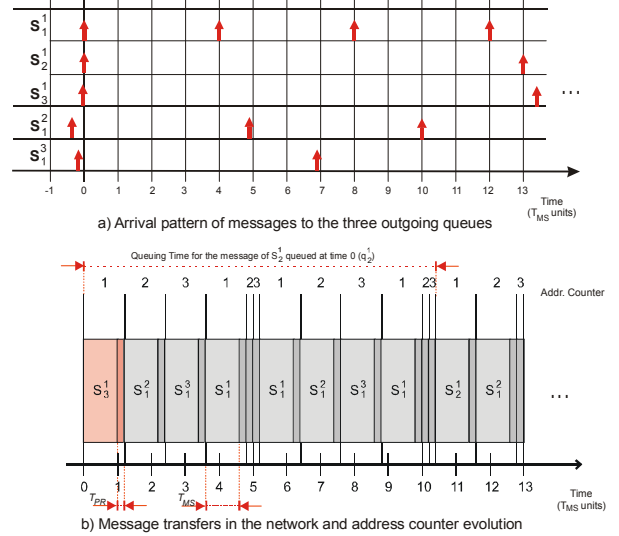 S₁¹
S₂¹
S₃¹
...
S₁²
S₁³
-1 0 1 2 3 4 5 6 7 8 9 10 11 12 13
Time
(T_MS units)
a) Arrival pattern of messages to the three outgoing queues
Queuing Time for the message of S₂¹ queued at time 0 (q₂¹)
1 2 3 1 2 3 1 2 3 1 2 3 1 2 3 Addr. Counter
S₃¹ S₁² S₁³ S₁¹ S₁¹ S₁² S₁³ S₁¹ S₂¹ S₁² ...
0 1 2 3 4 5 6 7 8 9 10 11 12 13
T_PR T_MS
Time
(T_MS units)
b) Message transfers in the network and address counter evolution